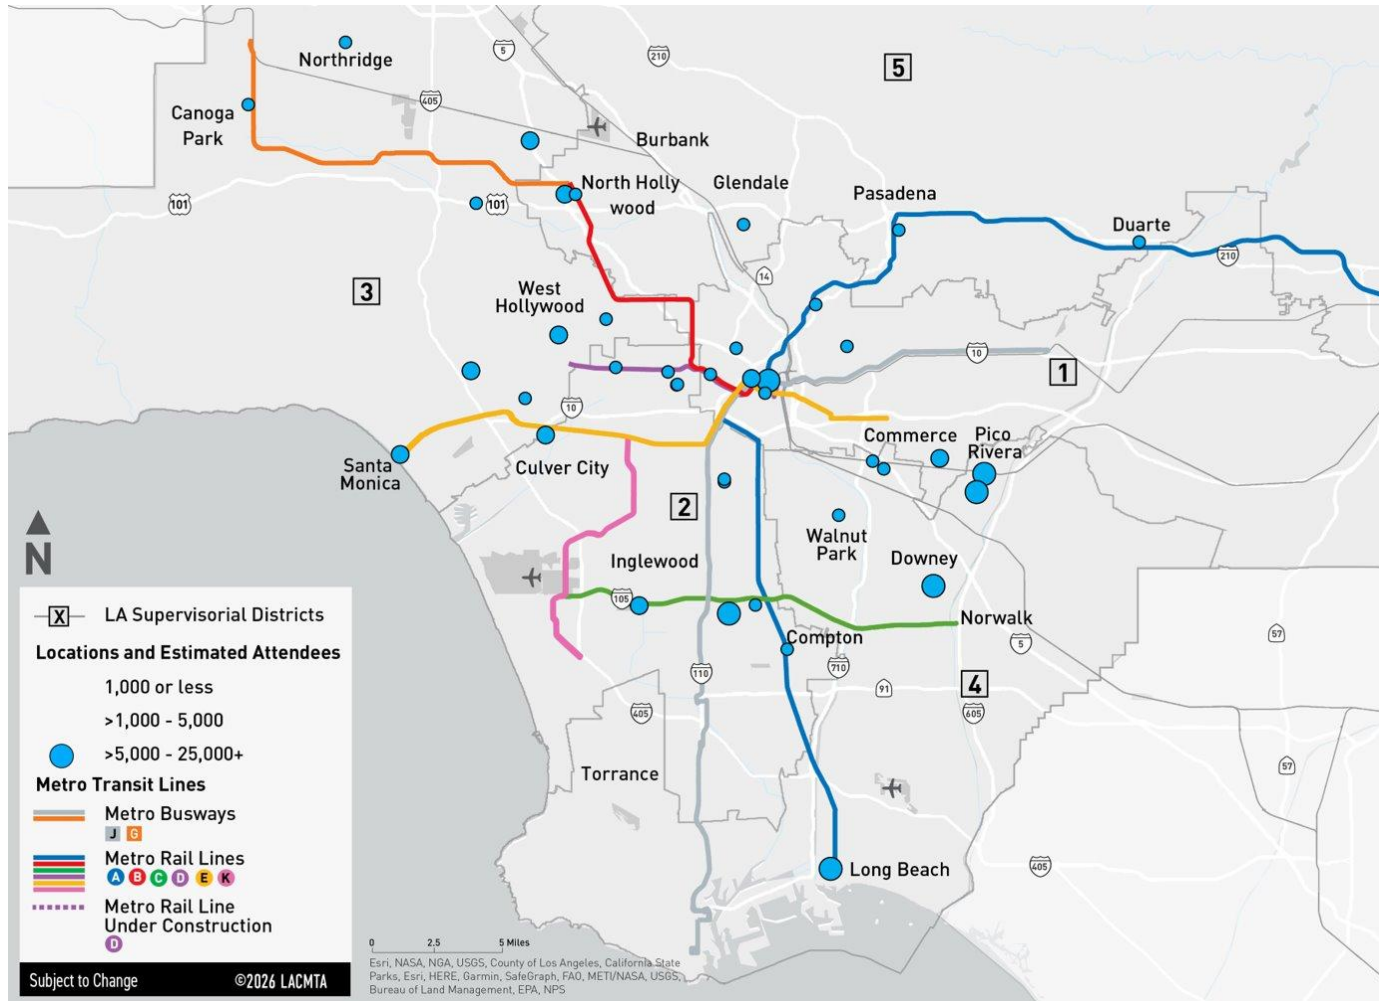 Northridge
5
210
5
405
Canoga
Park
Burbank
North Holly
wood
Glendale
Pasadena
101
101
Duarte
210
14
3
West
Hollywood
10
1
10
Commerce
Pico
Rivera
Santa
Monica
Culver City
2
Walnut
Park
N
Inglewood
Downey
105
Norwalk
Compton
5
57
110
710
91
4
405
605
Torrance
57
Long Beach
405
X
LA Supervisorial Districts
Locations and Estimated Attendees
1,000 or less
>1,000 - 5,000
>5,000 - 25,000+
Metro Transit Lines
Metro Busways
J G
Metro Rail Lines
A B C D E K
Metro Rail Line
Under Construction
D
Subject to Change ©2026 LACMTA
0 2.5 5 Miles
Esri, NASA, NGA, USGS, County of Los Angeles, California State
Parks, Esri, HERE, Garmin, SafeGraph, FAO, METI/NASA, USGS,
Bureau of Land Management, EPA, NPS